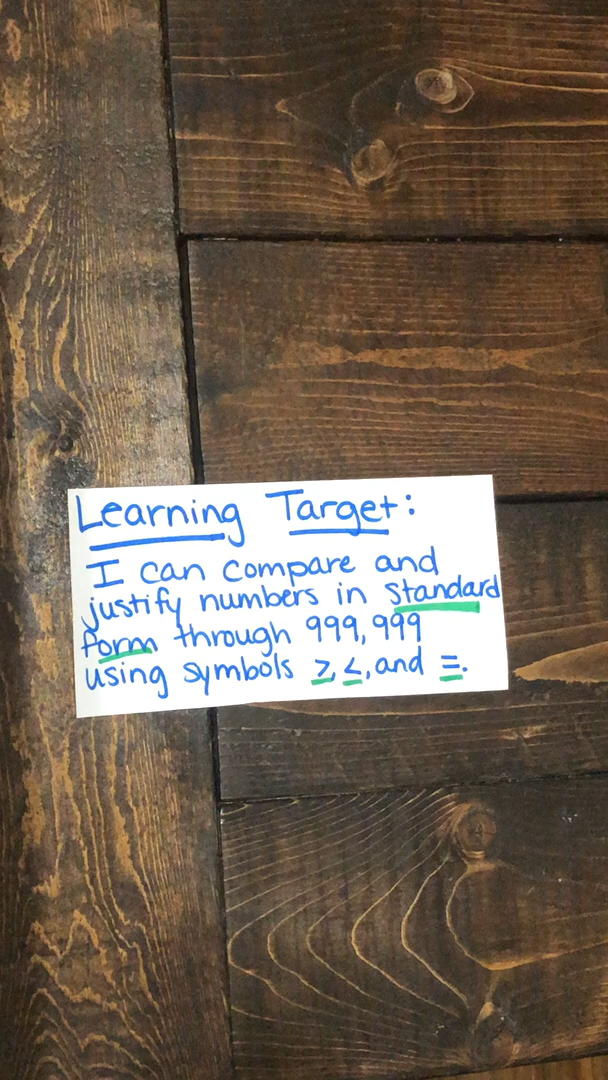 Learning Target:
I can compare and
justify numbers in standard
form through 999,999
using symbols >, <, and =.